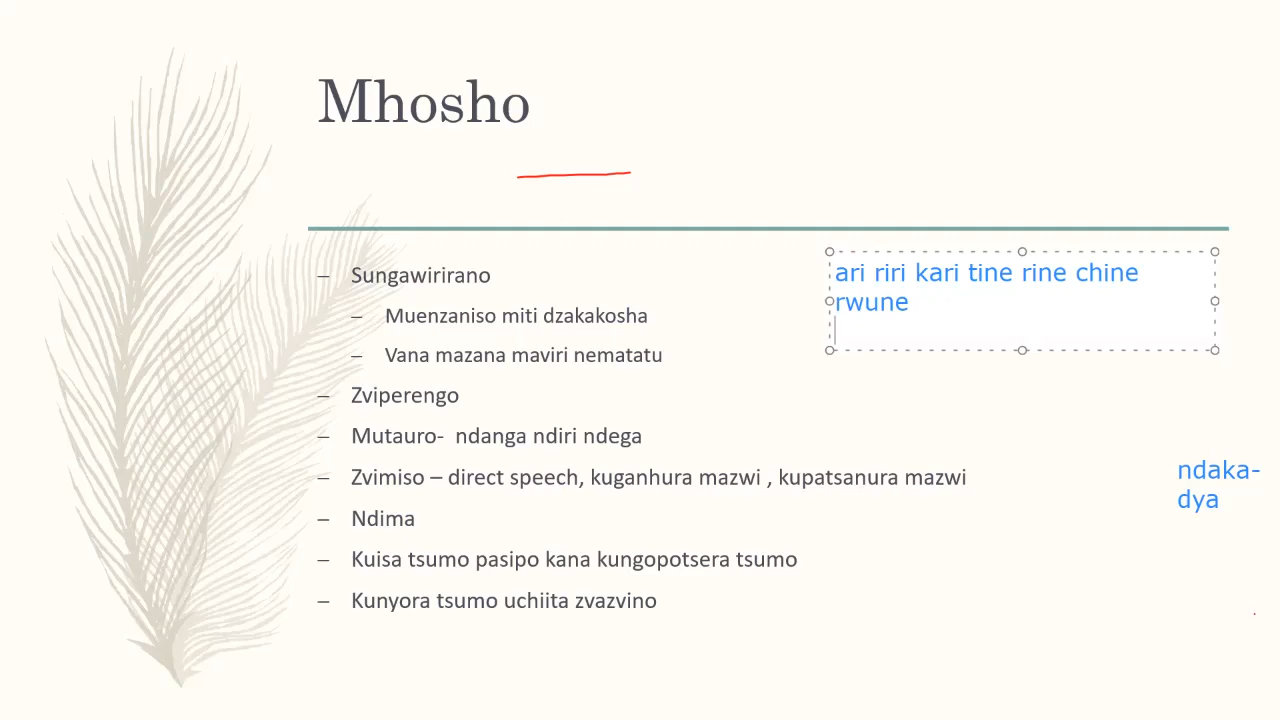 Mhosho
– Sungawirirano
– Muenzaniso miti dzakakosha
– Vana mazana maviri nematatu
– Zviperengo
– Mutauro-  ndanga ndiri ndega
– Zvimiso – direct speech, kuganhura mazwi , kupatsanura mazwi
– Ndima
– Kuisa tsumo pasipo kana kungopotsera tsumo
– Kunyora tsumo uchiita zvazvino
ari riri kari tine rine chine
rwune
ndaka-
dya